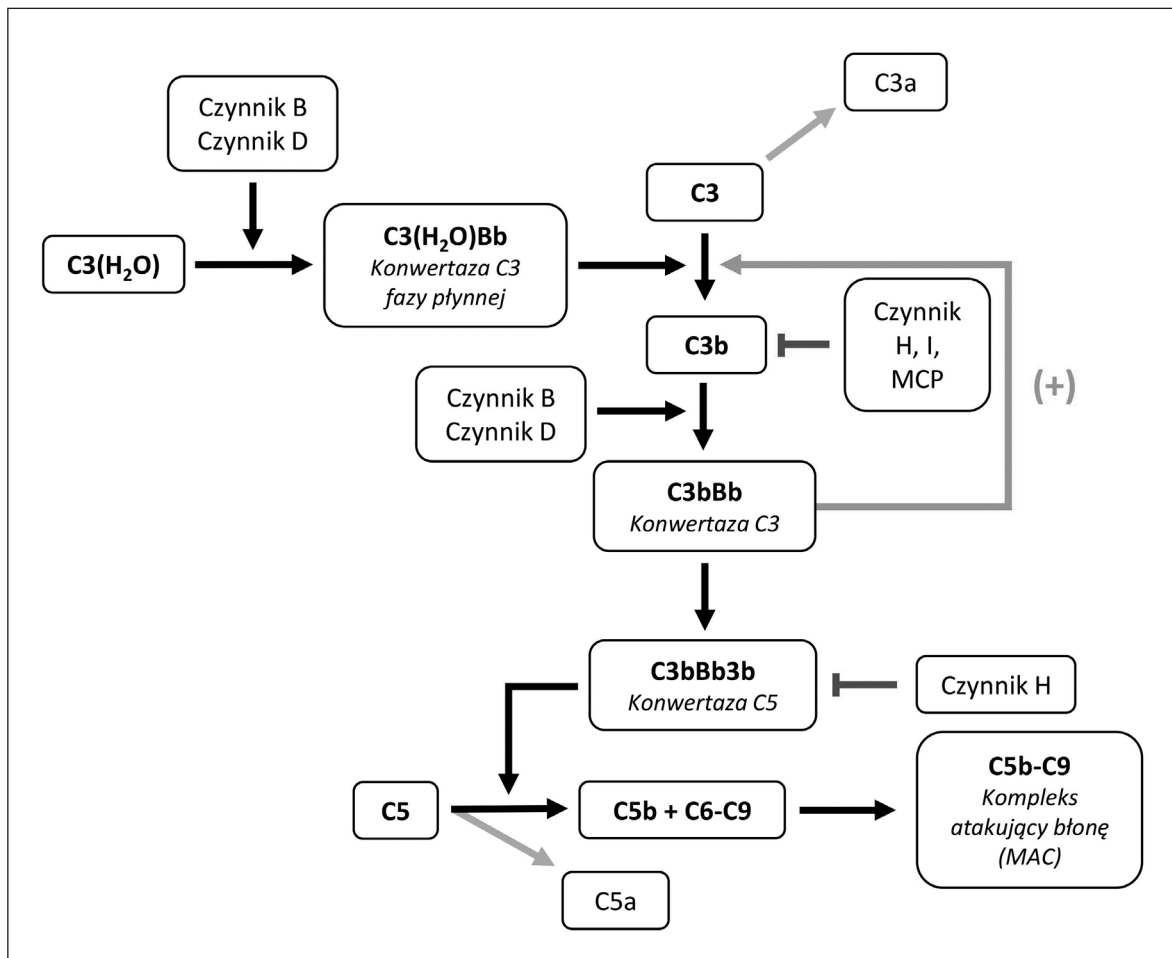 C3a
Czynnik B
Czynnik D
C3
C3(H₂O)
C3(H₂O)Bb
Konwertaza C3
fazy płynnej
C3b
Czynnik
H, I,
MCP
(+)
Czynnik B
Czynnik D
C3bBb
Konwertaza C3
C3bBb3b
Konwertaza C5
Czynnik H
C5
C5b + C6-C9
C5b-C9
Kompleks
atakujący błonę
(MAC)
C5a